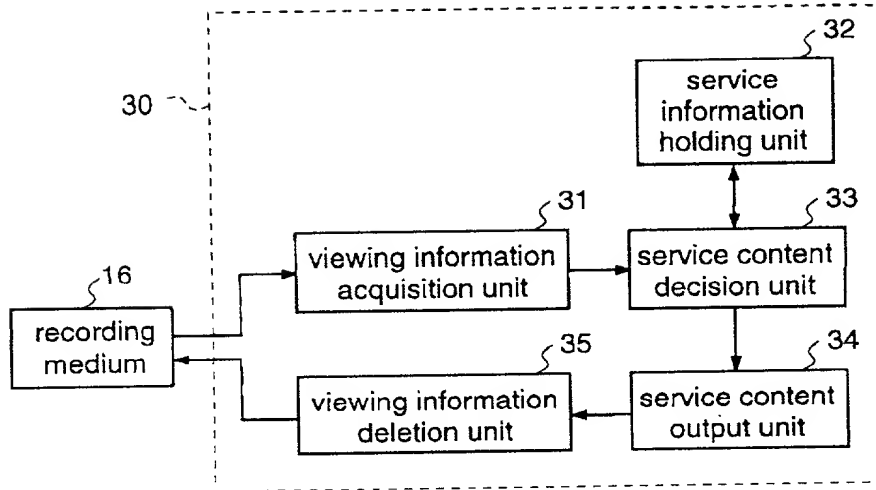 32
service
information
holding unit
30
31
viewing information
acquisition unit
33
service content
decision unit
16
recording
medium
35
viewing information
deletion unit
34
service content
output unit